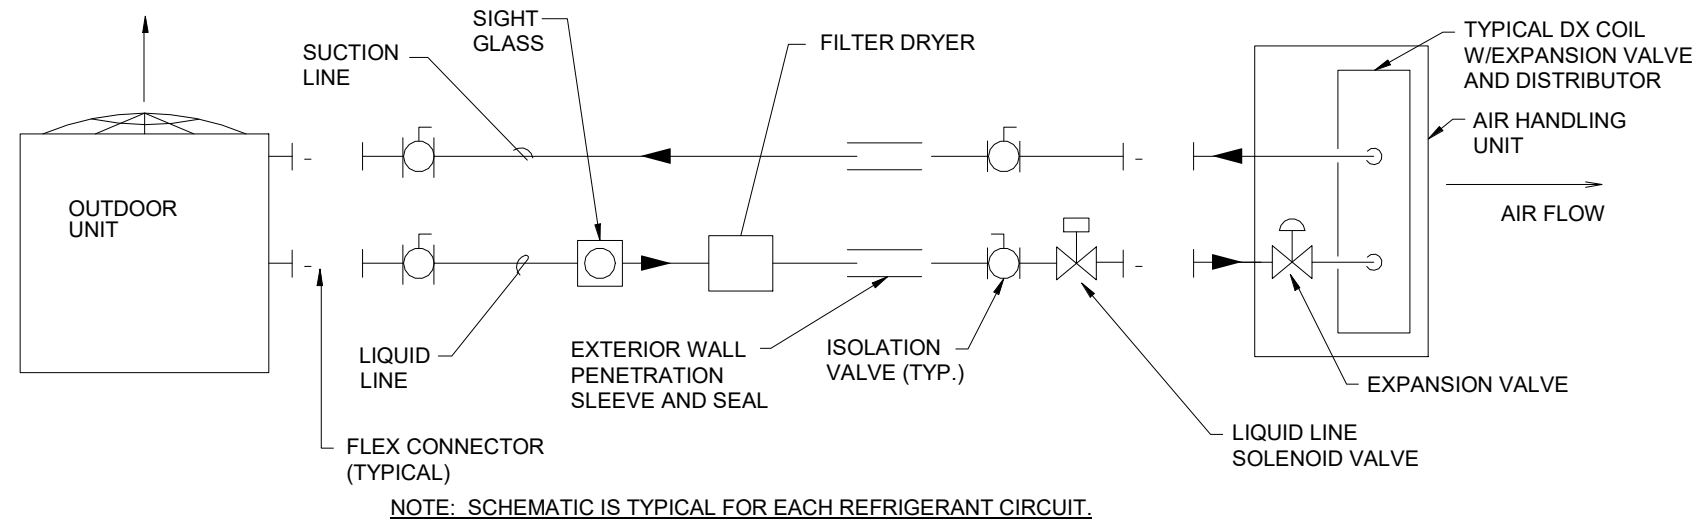 SIGHT
GLASS
SUCTION
LINE
FILTER DRYER
TYPICAL DX COIL
W/EXPANSION VALVE
AND DISTRIBUTOR
AIR HANDLING
UNIT
OUTDOOR
UNIT
AIR FLOW
LIQUID
LINE
EXTERIOR WALL
PENETRATION
SLEEVE AND SEAL
ISOLATION
VALVE (TYP.)
EXPANSION VALVE
FLEX CONNECTOR
(TYPICAL)
LIQUID LINE
SOLENOID VALVE
NOTE:  SCHEMATIC IS TYPICAL FOR EACH REFRIGERANT CIRCUIT.